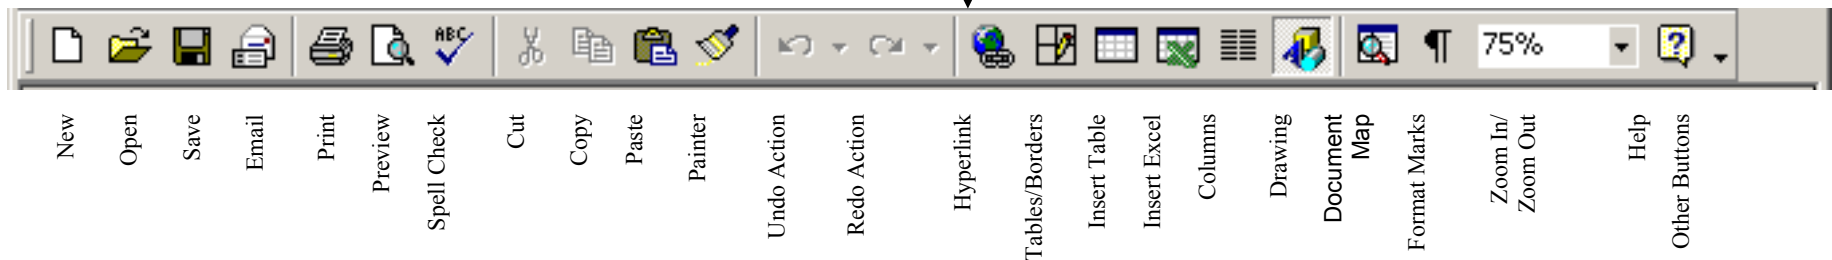 ABC
75%
?
New
Open
Save
Email
Print
Preview
Spell Check
Cut
Copy
Paste
Painter
Undo Action
Redo Action
Hyperlink
Tables/Borders
Insert Table
Insert Excel
Columns
Drawing
Document
Map
Format Marks
Zoom In/
Zoom Out
Help
Other Buttons